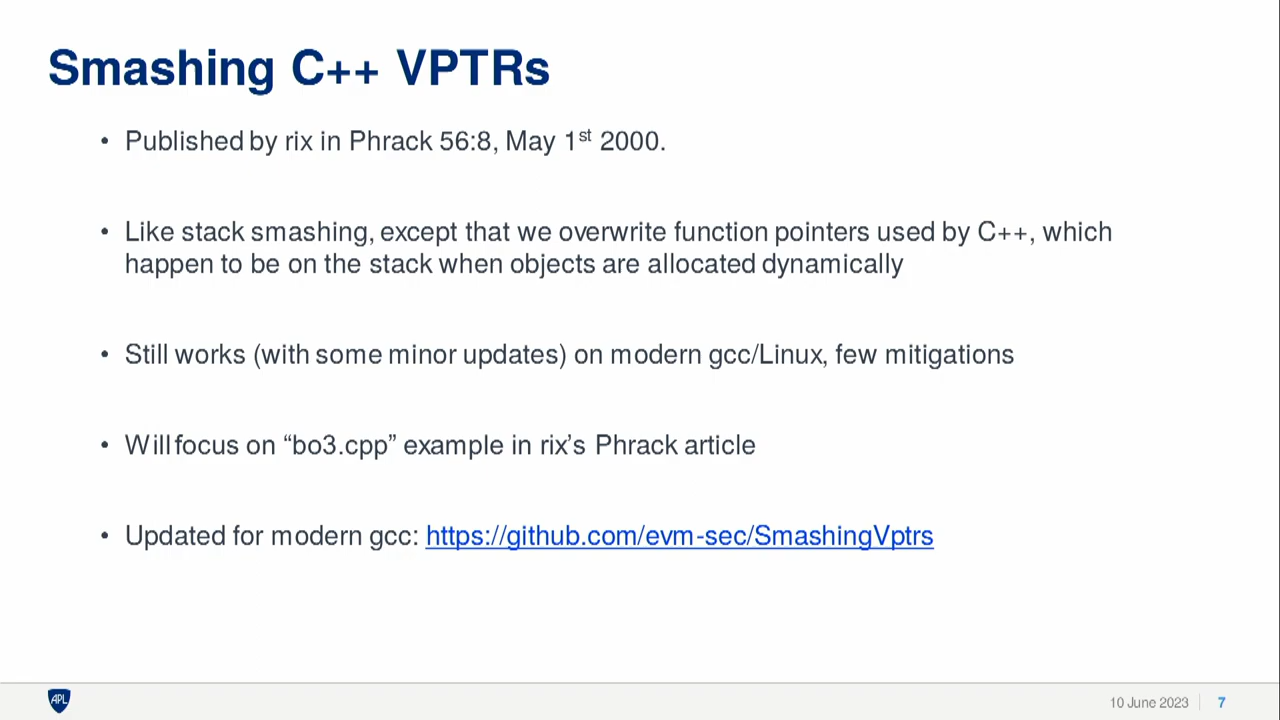 Smashing C++ VPTRs
• Published by rix in Phrack 56:8, May 1st 2000.
• Like stack smashing, except that we overwrite function pointers used by C++, which
happen to be on the stack when objects are allocated dynamically
• Still works (with some minor updates) on modern gcc/Linux, few mitigations
• Will focus on “bo3.cpp” example in rix’s Phrack article
• Updated for modern gcc: https://github.com/evm-sec/SmashingVptrs
APL
10 June 2023
7